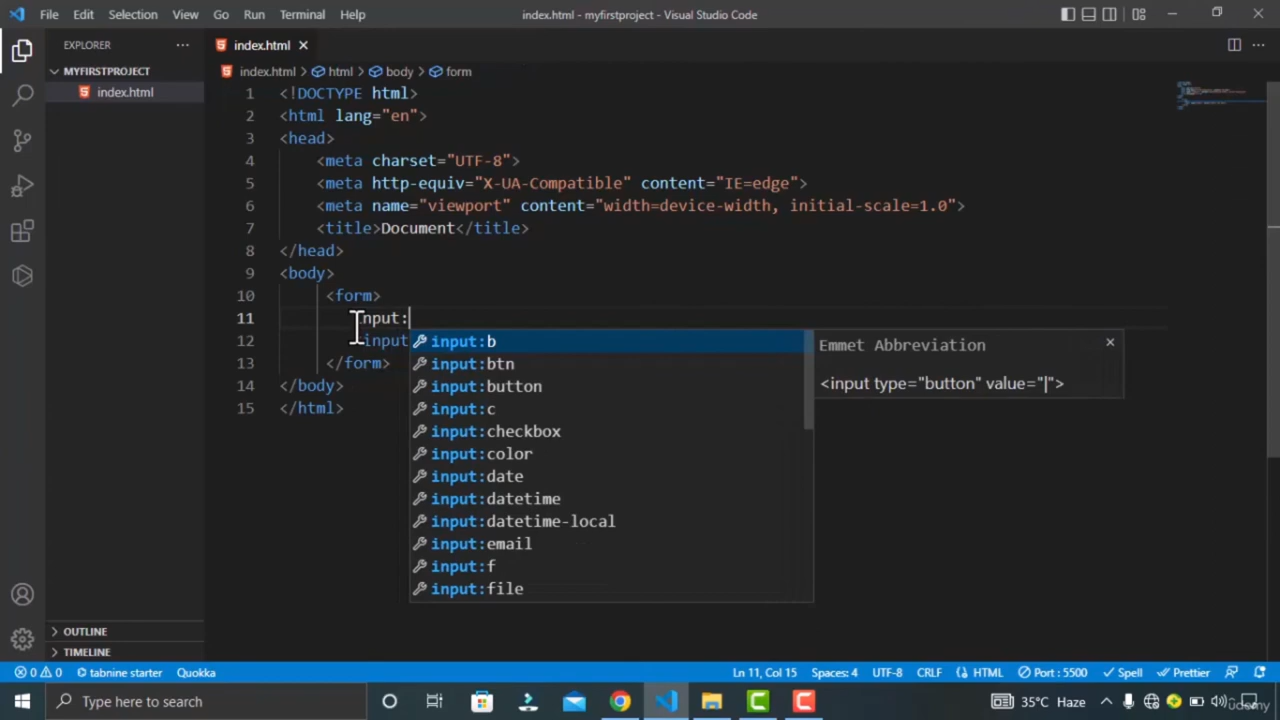 File Edit Selection View Go Run Terminal Help index.html - myfirstproject - Visual Studio Code
EXPLORER
MYFIRSTPROJECT
index.html
index.html
index.html > html > body > form
1 <!DOCTYPE html>
2 <html lang="en">
3 <head>
4 <meta charset="UTF-8">
5 <meta http-equiv="X-UA-Compatible" content="IE=edge">
6 <meta name="viewport" content="width=device-width, initial-scale=1.0">
7 <title>Document</title>
8 </head>
9 <body>
10 <form>
11 input:
12 input
13 </form>
14 </body>
15 </html>
input:b
input:btn
input:button
input:c
input:checkbox
input:color
input:date
input:datetime
input:datetime-local
input:email
input:f
input:file
Emmet Abbreviation
<input type="button" value="|">
OUTLINE
TIMELINE
0 0 tabnine starter Quokka Ln 11, Col 15 Spaces: 4 UTF-8 CRLF HTML Port : 5500 Spell Prettier
Type here to search 35°C Haze
Udemy